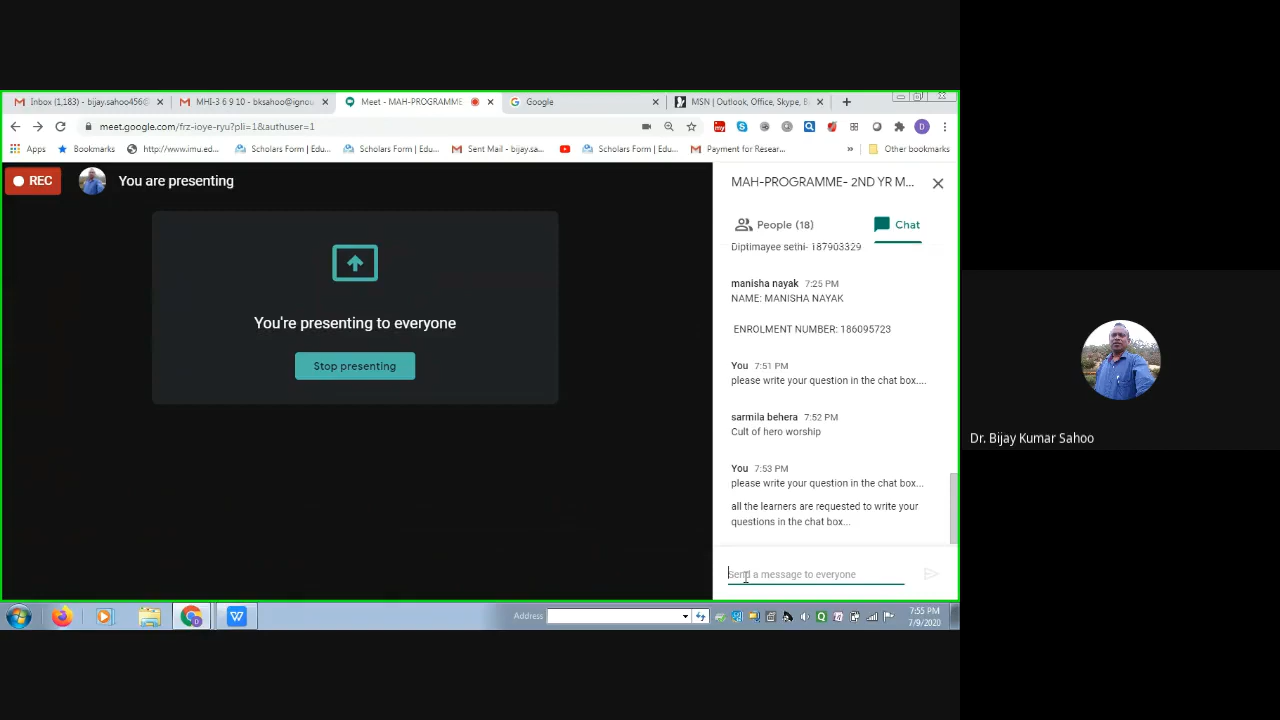 Inbox (1,183) - bijay.sahoo456@
MHI-3 6 9 10 - bksahoo@ignou
Meet - MAH-PROGRAMME
Google
MSN | Outlook, Office, Skype, B
meet.google.com/frz-ioye-ryu?pli=1&authuser=1
Apps
Bookmarks
http://www.imu.ed...
Scholars Form | Edu...
Scholars Form | Edu...
Sent Mail - bijay.sa...
Scholars Form | Edu...
Payment for Resear...
Other bookmarks
REC
You are presenting
You're presenting to everyone
Stop presenting
MAH-PROGRAMME- 2ND YR M...
People (18)
Chat
Diptimayee sethi- 187903329
manisha nayak 7:25 PM
NAME: MANISHA NAYAK
ENROLMENT NUMBER: 186095723
You 7:51 PM
please write your question in the chat box....
sarmila behera 7:52 PM
Cult of hero worship
You 7:53 PM
please write your question in the chat box...
all the learners are requested to write your
questions in the chat box...
Send a message to everyone
Address
7:55 PM
7/9/2020
Dr. Bijay Kumar Sahoo